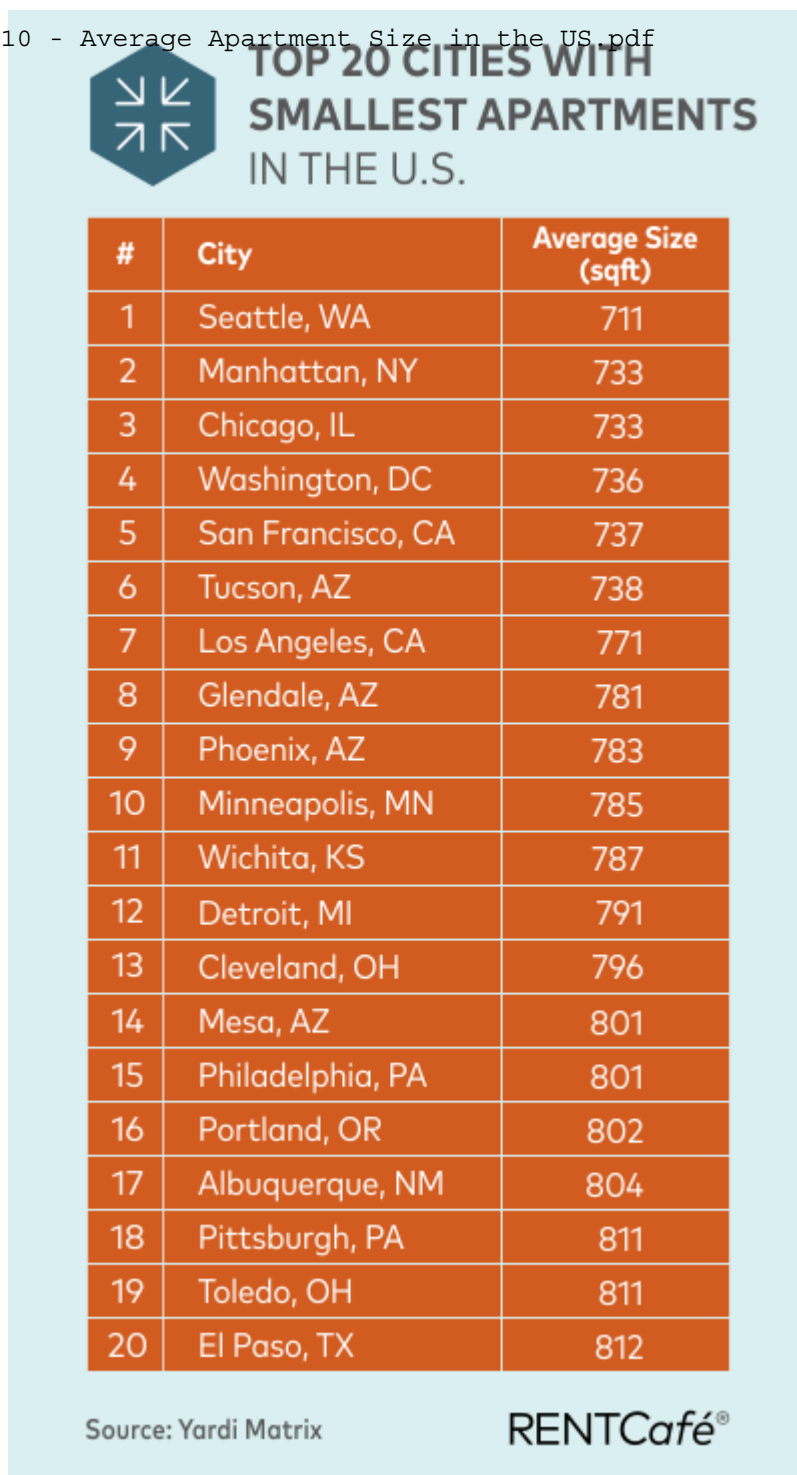 10 - Average Apartment Size in the US.pdf
TOP 20 CITIES WITH
SMALLEST APARTMENTS
IN THE U.S.
# City Average Size (sqft)
1 Seattle, WA 711
2 Manhattan, NY 733
3 Chicago, IL 733
4 Washington, DC 736
5 San Francisco, CA 737
6 Tucson, AZ 738
7 Los Angeles, CA 771
8 Glendale, AZ 781
9 Phoenix, AZ 783
10 Minneapolis, MN 785
11 Wichita, KS 787
12 Detroit, MI 791
13 Cleveland, OH 796
14 Mesa, AZ 801
15 Philadelphia, PA 801
16 Portland, OR 802
17 Albuquerque, NM 804
18 Pittsburgh, PA 811
19 Toledo, OH 811
20 El Paso, TX 812
Source: Yardi Matrix RENTCafé®